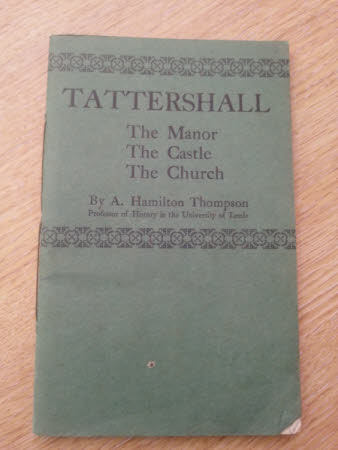 TATTERSHALL
The Manor
The Castle
The Church
By A. Hamilton Thompson
Professor of History in the University of Leeds